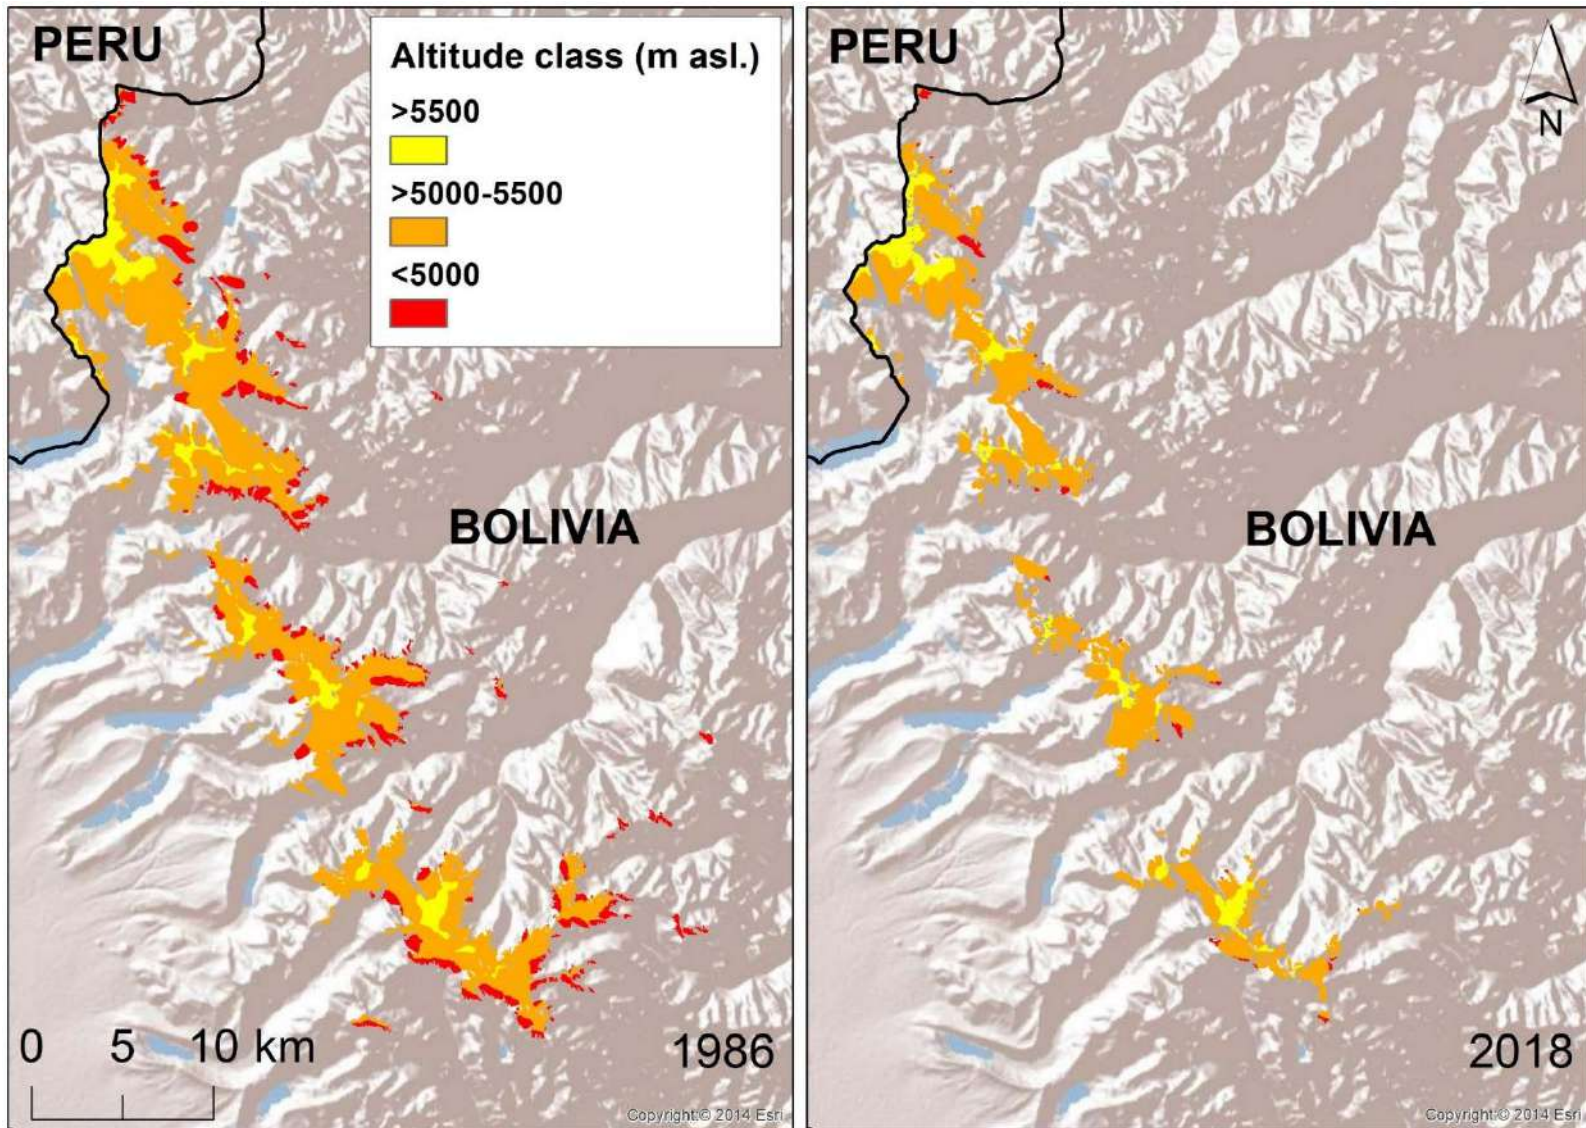 PERU
Altitude class (m asl.)
>5500
>5000-5500
<5000
BOLIVIA
0 5 10 km
1986
Copyright:© 2014 Esri
PERU
N
BOLIVIA
2018
Copyright:© 2014 Esri